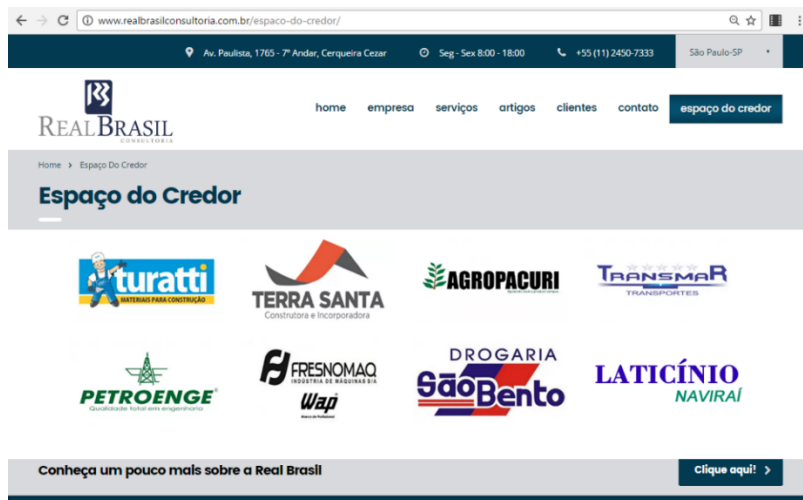 www.realbrasilconsultoria.com.br/espaco-do-credor/
Av. Paulista, 1765 - 7º Andar, Cerqueira Cezar
Seg - Sex 8:00 - 18:00
+55 (11) 2450-7333
São Paulo-SP
REALBRASIL
CONSULTORIA
home
empresa
serviços
artigos
clientes
contato
espaço do credor
Home > Espaço Do Credor
Espaço do Credor
turatti
MATERIAIS PARA CONSTRUÇÃO
TERRA SANTA
Construtora e Incorporadora
AGROPACURI
TRANSMAR
TRANSPORTES
PETROENGE
Qualidade total em engenharia
FRESNOMAQ
INDÚSTRIA DE MÁQUINAS S/A
Wap
DROGARIA
SãoBento
LATICÍNIO
NAVIRAÍ
Conheça um pouco mais sobre a Real Brasil
Clique aqui! >